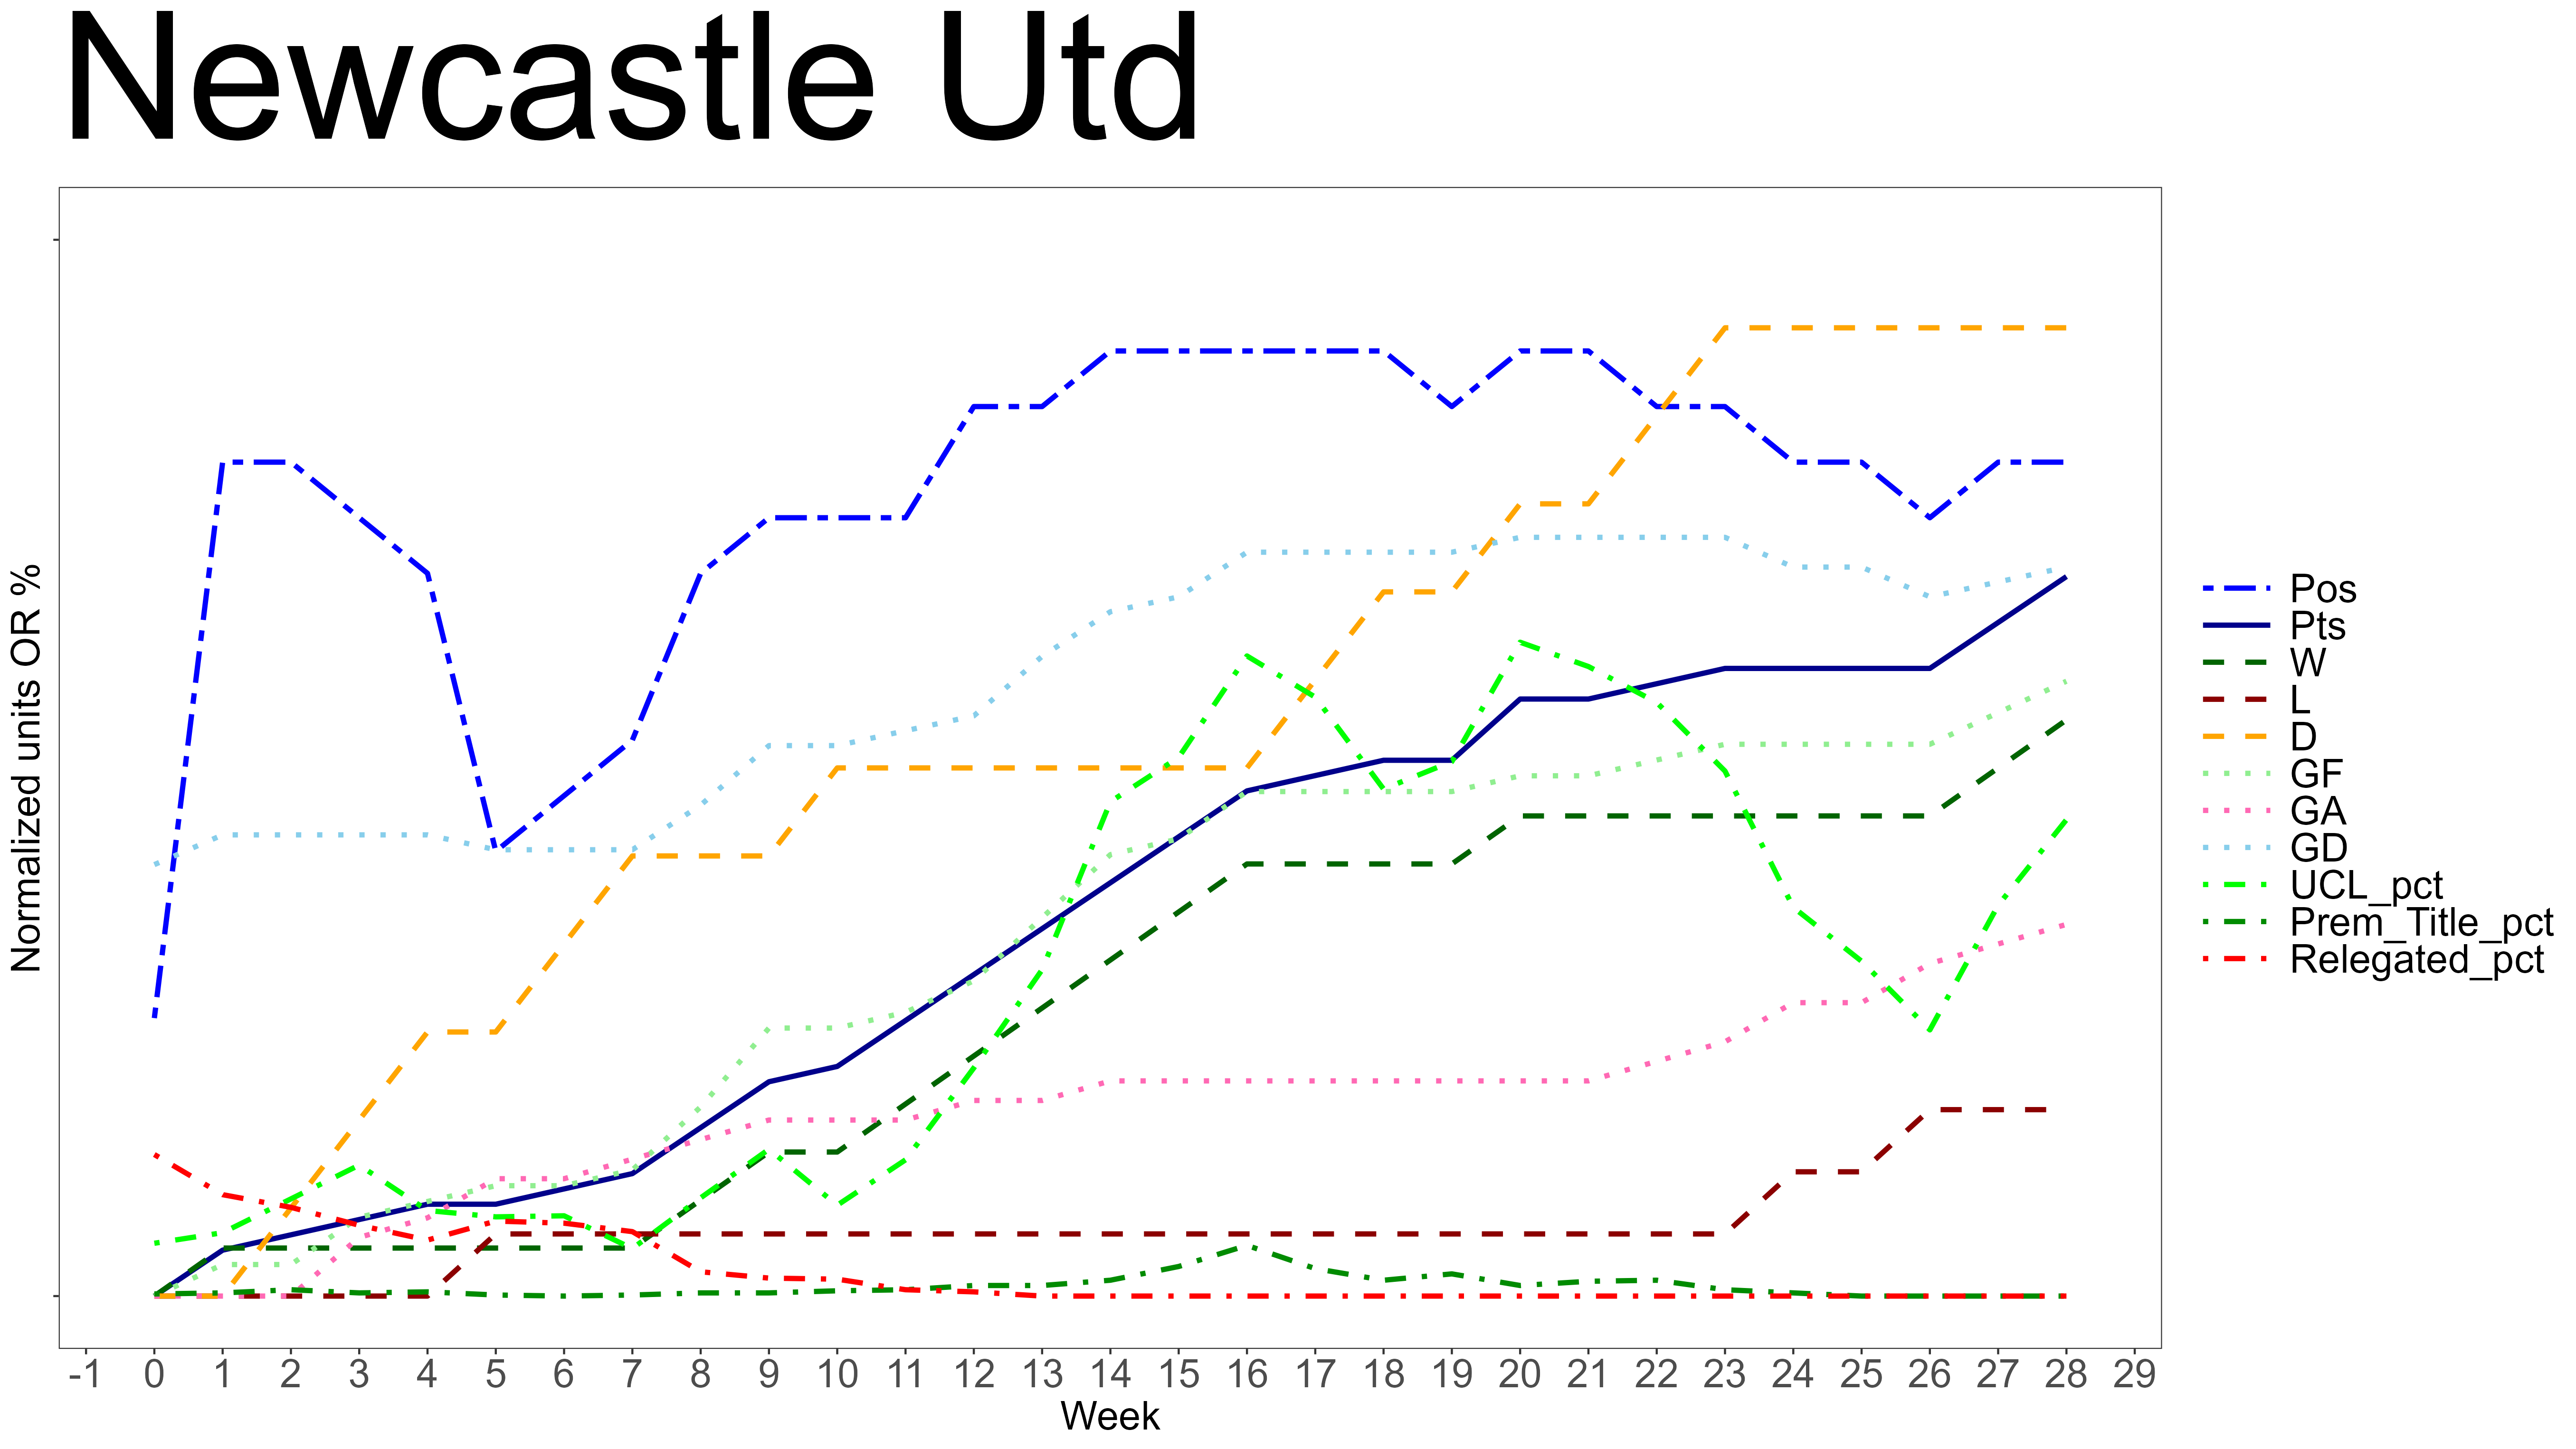 Newcastle Utd
Normalized units OR %
Pos
Pts
W
L
D
GF
GA
GD
UCL_pct
Prem_Title_pct
Relegated_pct
-1 0 1 2 3 4 5 6 7 8 9 10 11 12 13 14 15 16 17 18 19 20 21 22 23 24 25 26 27 28 29
Week